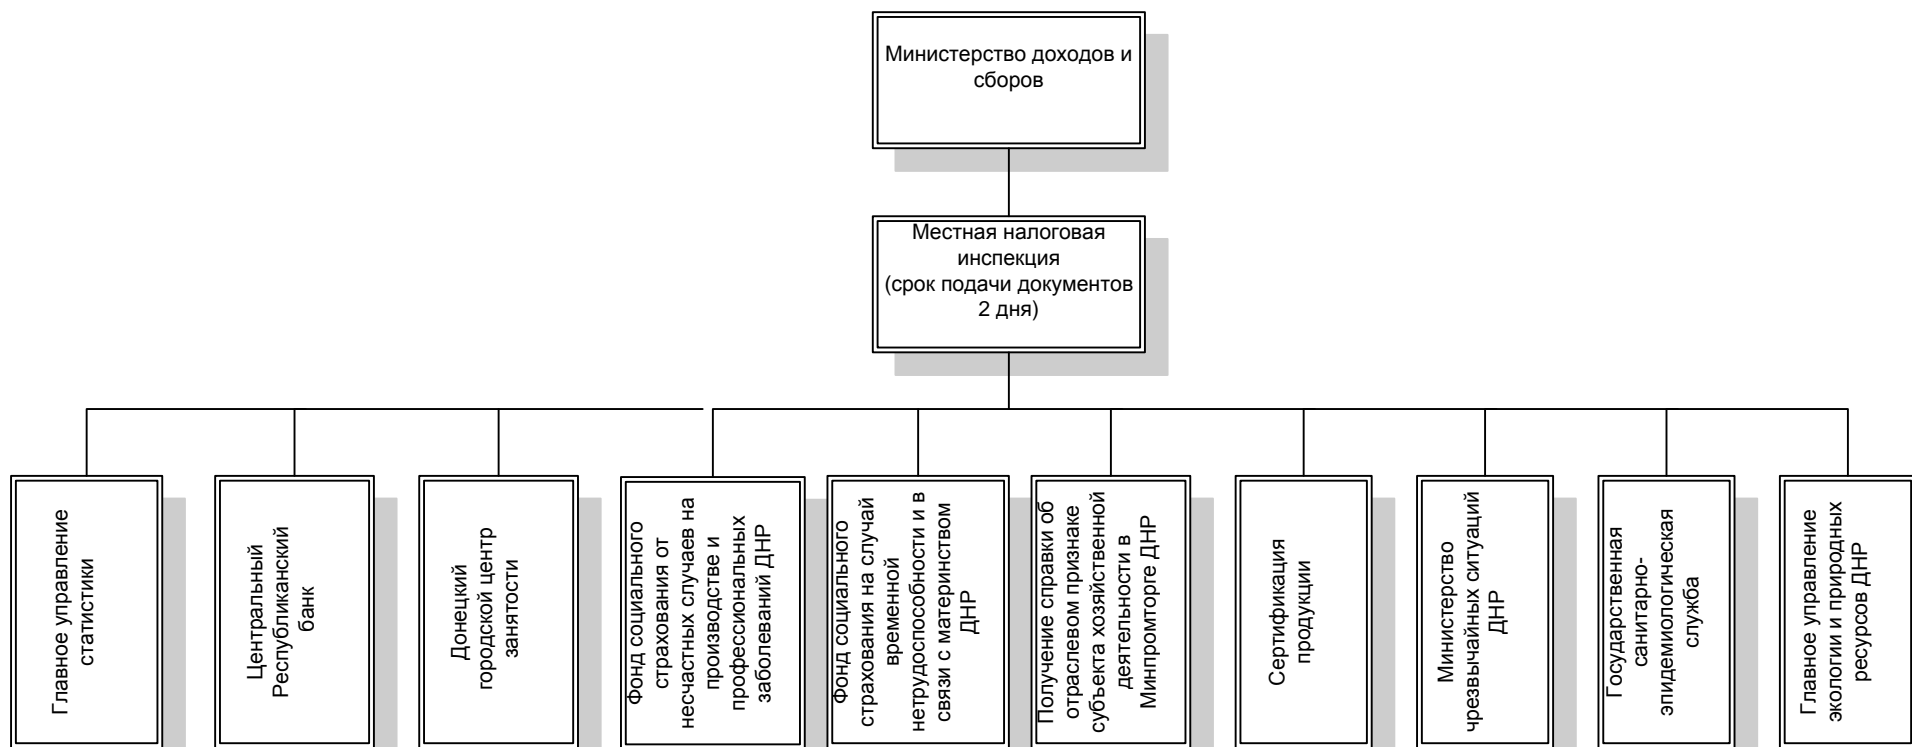 Министерство доходов и
сборов
Местная налоговая
инспекция
(срок подачи документов
2 дня)
Главное управление
статистики
Центральный
Республиканский
банк
Донецкий
городской центр
занятости
Фонд социального
страхования от
несчастных случаев на
производстве и
профессиональных
заболеваний ДНР
Фонд социального
страхования на случай
временной
нетрудоспособности и в
связи с материнством
ДНР
Получение справки об
отраслевом признаке
субъекта хозяйственной
деятельности в
Минпромторге ДНР
Сертификация
продукции
Министерство
чрезвычайных ситуаций
ДНР
Государственная
санитарно-
эпидемиологическая
служба
Главное управление
экологии и природных
ресурсов ДНР